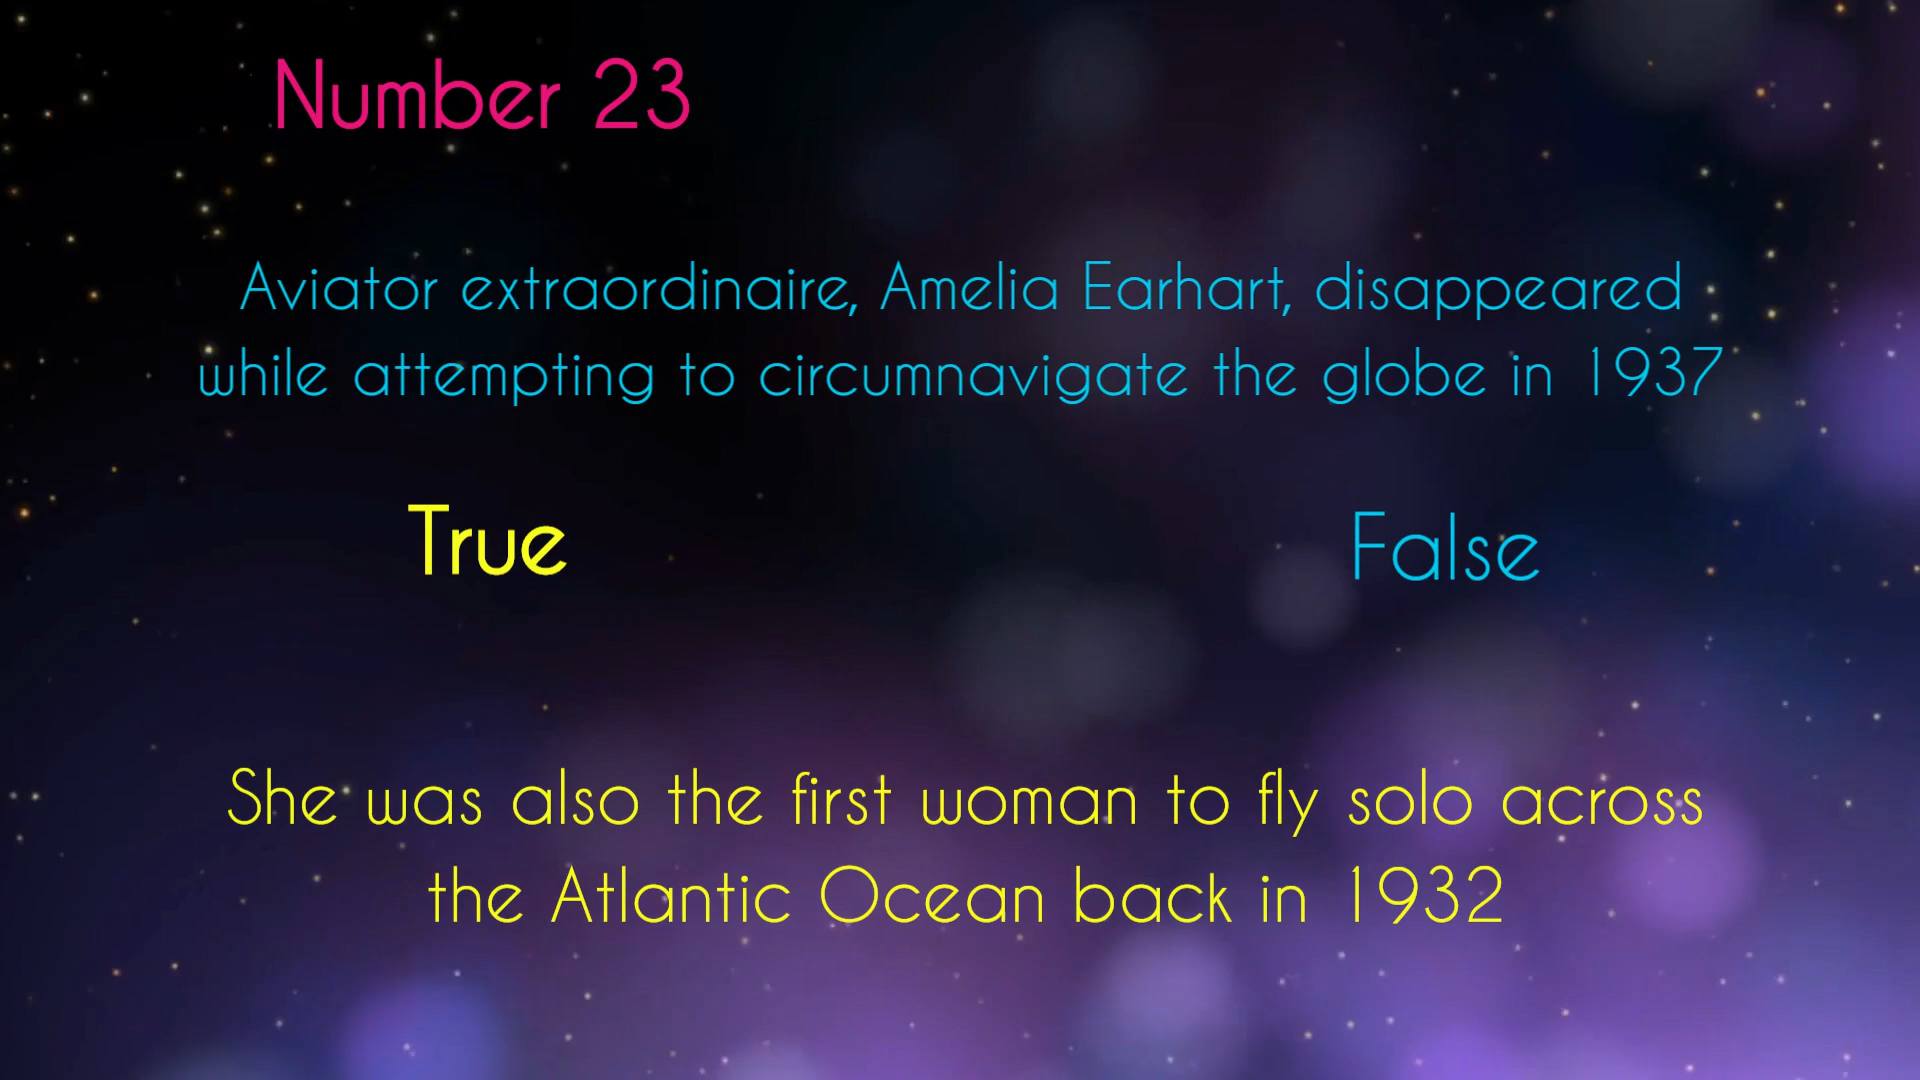 Number 23
Aviator extraordinaire, Amelia Earhart, disappeared
while attempting to circumnavigate the globe in 1937
True
False
She was also the first woman to fly solo across
the Atlantic Ocean back in 1932